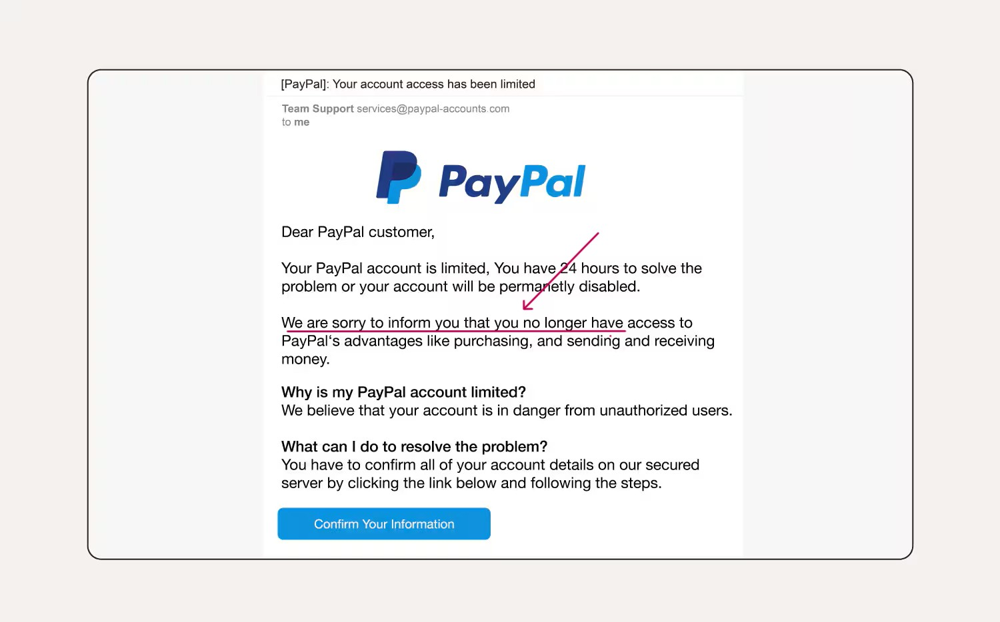 [PayPal]: Your account access has been limited
Team Support services@paypal-accounts.com
to me
PayPal
Dear PayPal customer,
Your PayPal account is limited, You have 24 hours to solve the
problem or your account will be permanetly disabled.
We are sorry to inform you that you no longer have access to
PayPal‘s advantages like purchasing, and sending and receiving
money.
Why is my PayPal account limited?
We believe that your account is in danger from unauthorized users.
What can I do to resolve the problem?
You have to confirm all of your account details on our secured
server by clicking the link below and following the steps.
Confirm Your Information